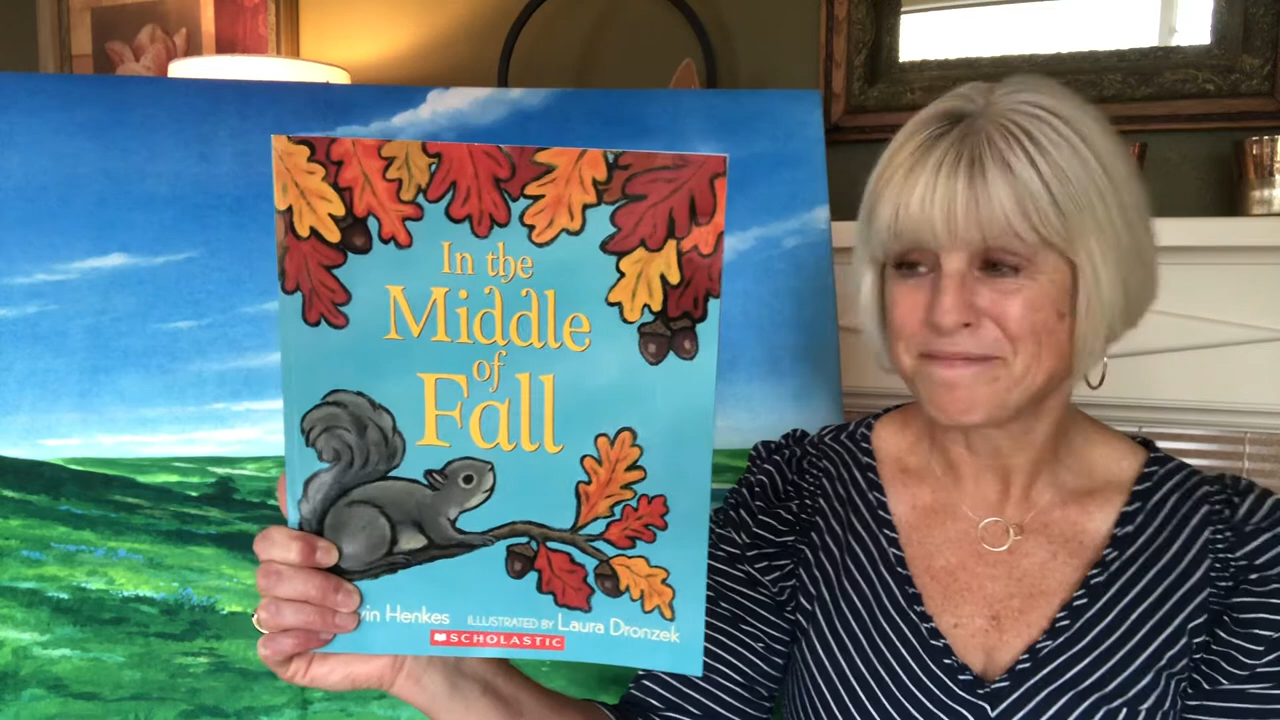 In the
Middle
of
Fall
vin Henkes ILLUSTRATED BY Laura Dronzek
SCHOLASTIC